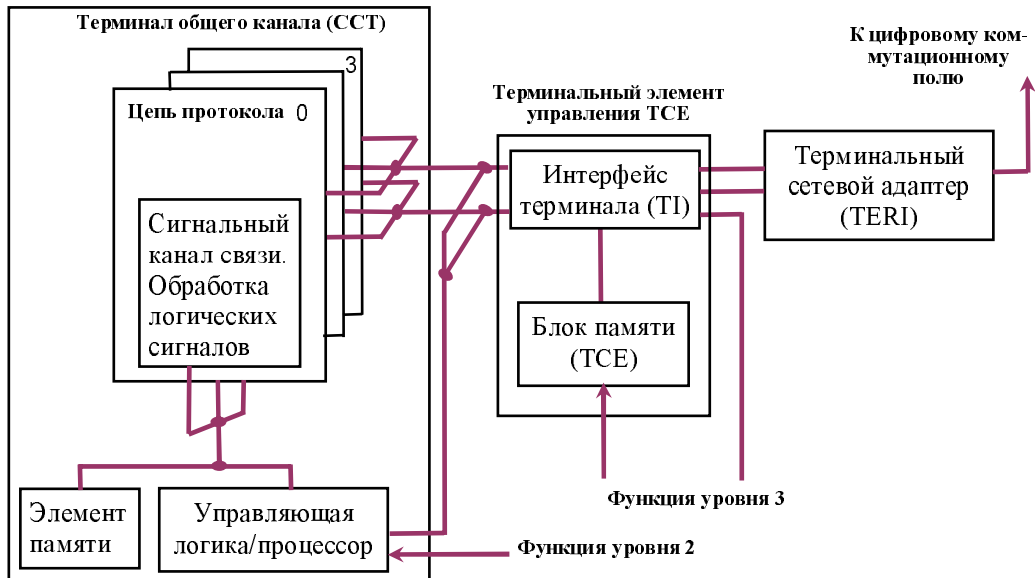 Терминал общего канала (ССТ)
3
Цепь протокола 0
Сигнальный
канал связи.
Обработка
логических
сигналов
Элемент
памяти
Управляющая
логика/процессор
Терминальный элемент
управления ТСЕ
Интерфейс
терминала (TI)
Блок памяти
(TCE)
Функция уровня 3
Функция уровня 2
Терминальный
сетевой адаптер
(TERI)
К цифровому ком-
мутационному
полю